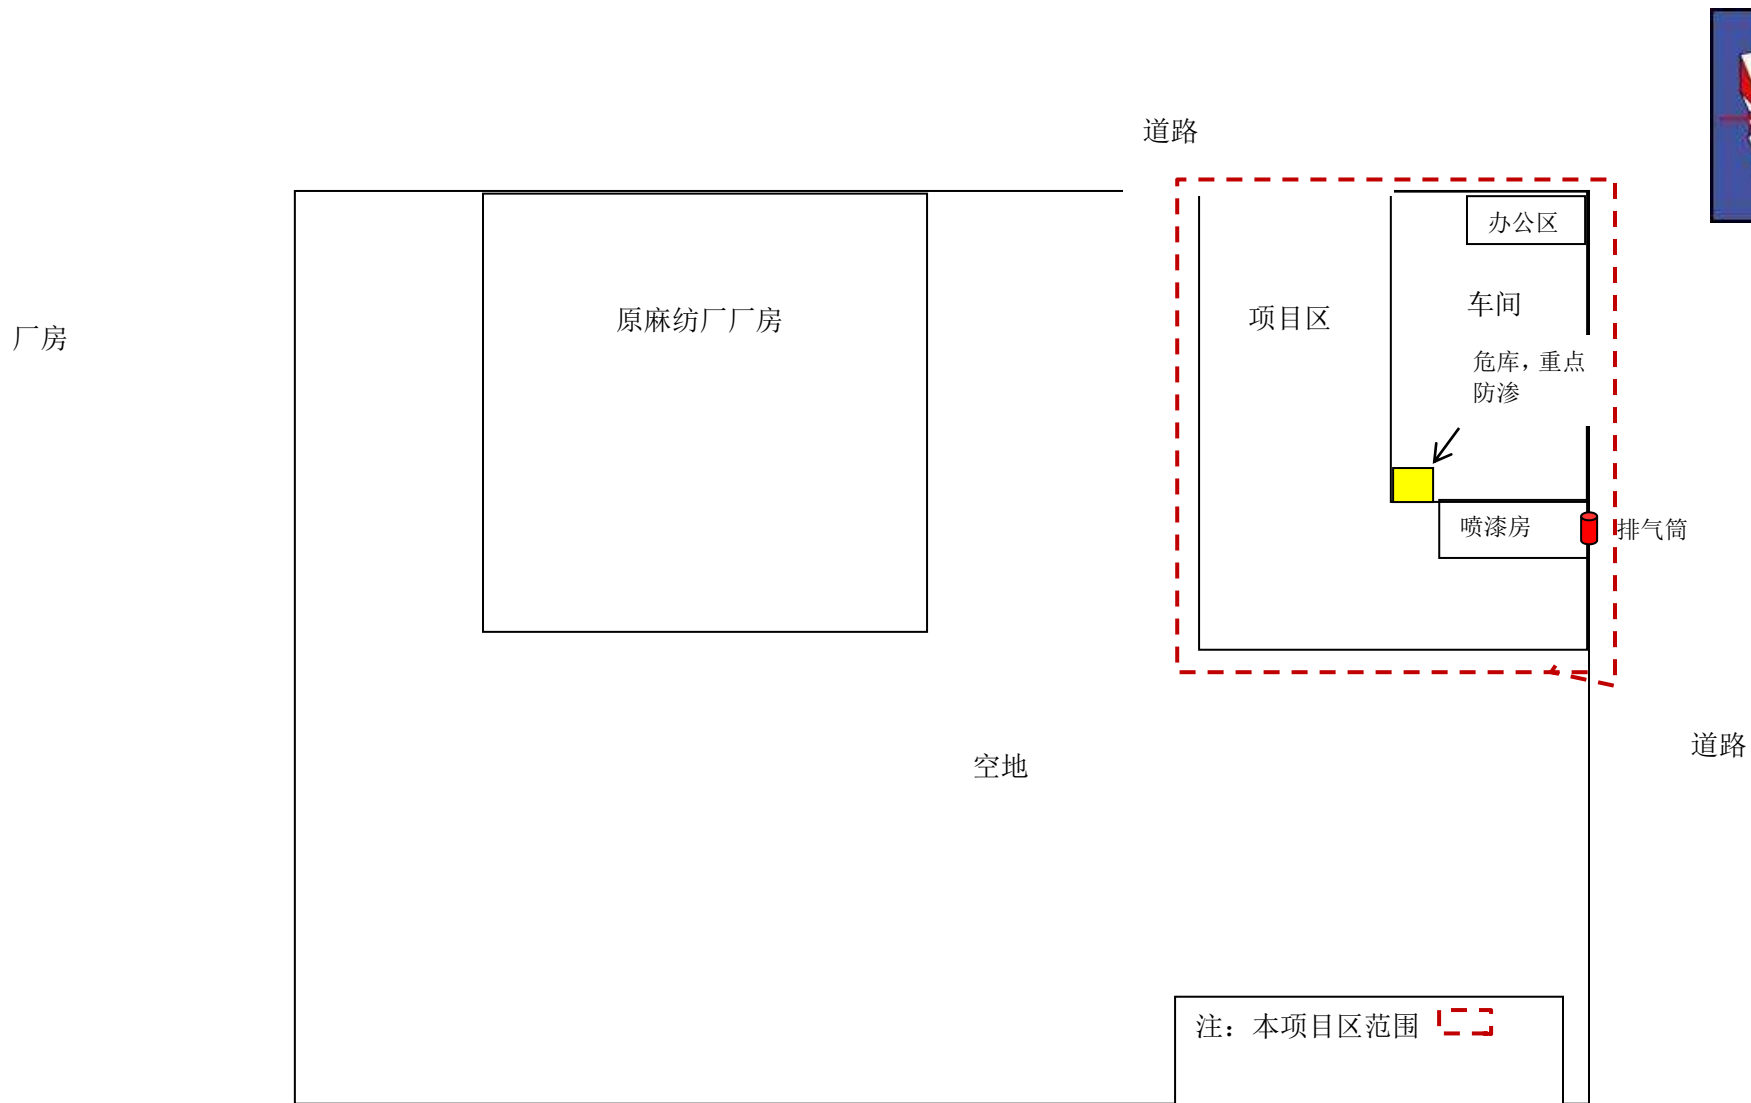 道路
办公区
车间
原麻纺厂厂房
项目区
厂房
危库，重点
防渗
喷漆房
排气筒
道路
空地
注：本项目区范围